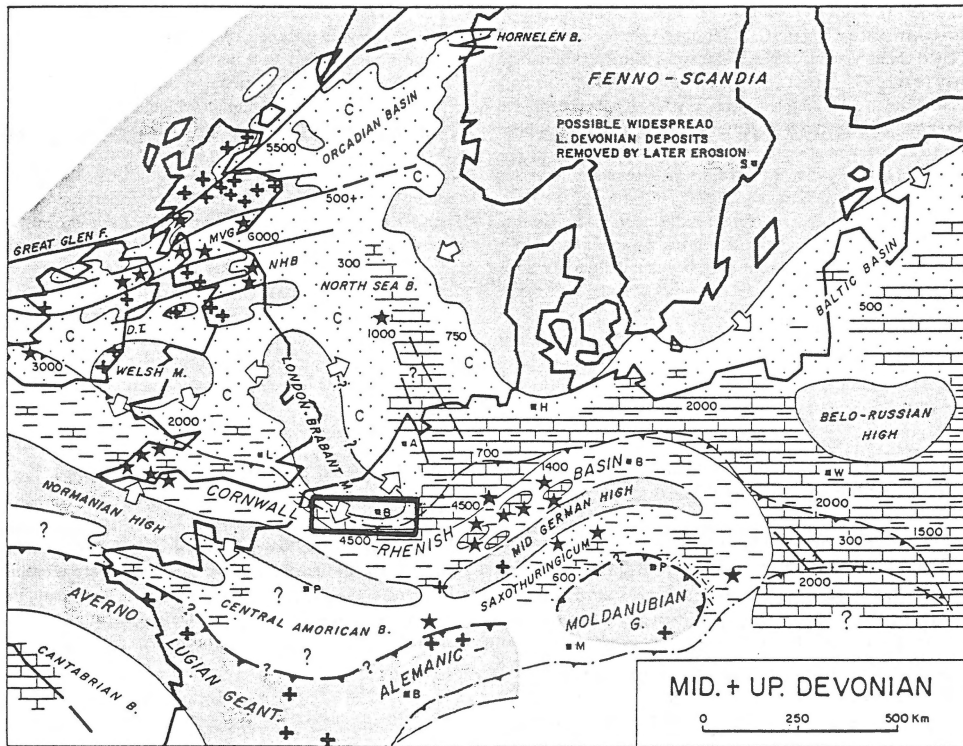 HORNELEN B.
FENNO-SCANDIA
ORCADIAN BASIN
C
5500
POSSIBLE WIDESPREAD
L. DEVONIAN DEPOSITS
REMOVED BY LATER EROSION
S
C
500+
GREAT GLEN F.
MVG
6000
C
NHB
300
NORTH SEA B.
BALTIC BASIN
500
D.I.
C
1000
C
750
C
3000
WELSH M.
?
LONDON BRABANT M.
C
C
?
2000
H
2000
BELO-RUSSIAN
HIGH
L
?
A
700
1400
BASIN
B
W
NORMANIAN HIGH
CORNWALL
B
4500
4500
RHENISH
MID GERMAN HIGH
2000
300
1500
2000
?
SAXOTHURINGICUM
600
P
?
?
P
AVERNO-
LUGIAN GEANT.
CENTRAL AMORICAN B.
?
?
?
MOLDANUBIAN
G.
?
M
CANTABRIAN B.
ALEMANIC-
B
MID. + UP. DEVONIAN
0 250 500 KM